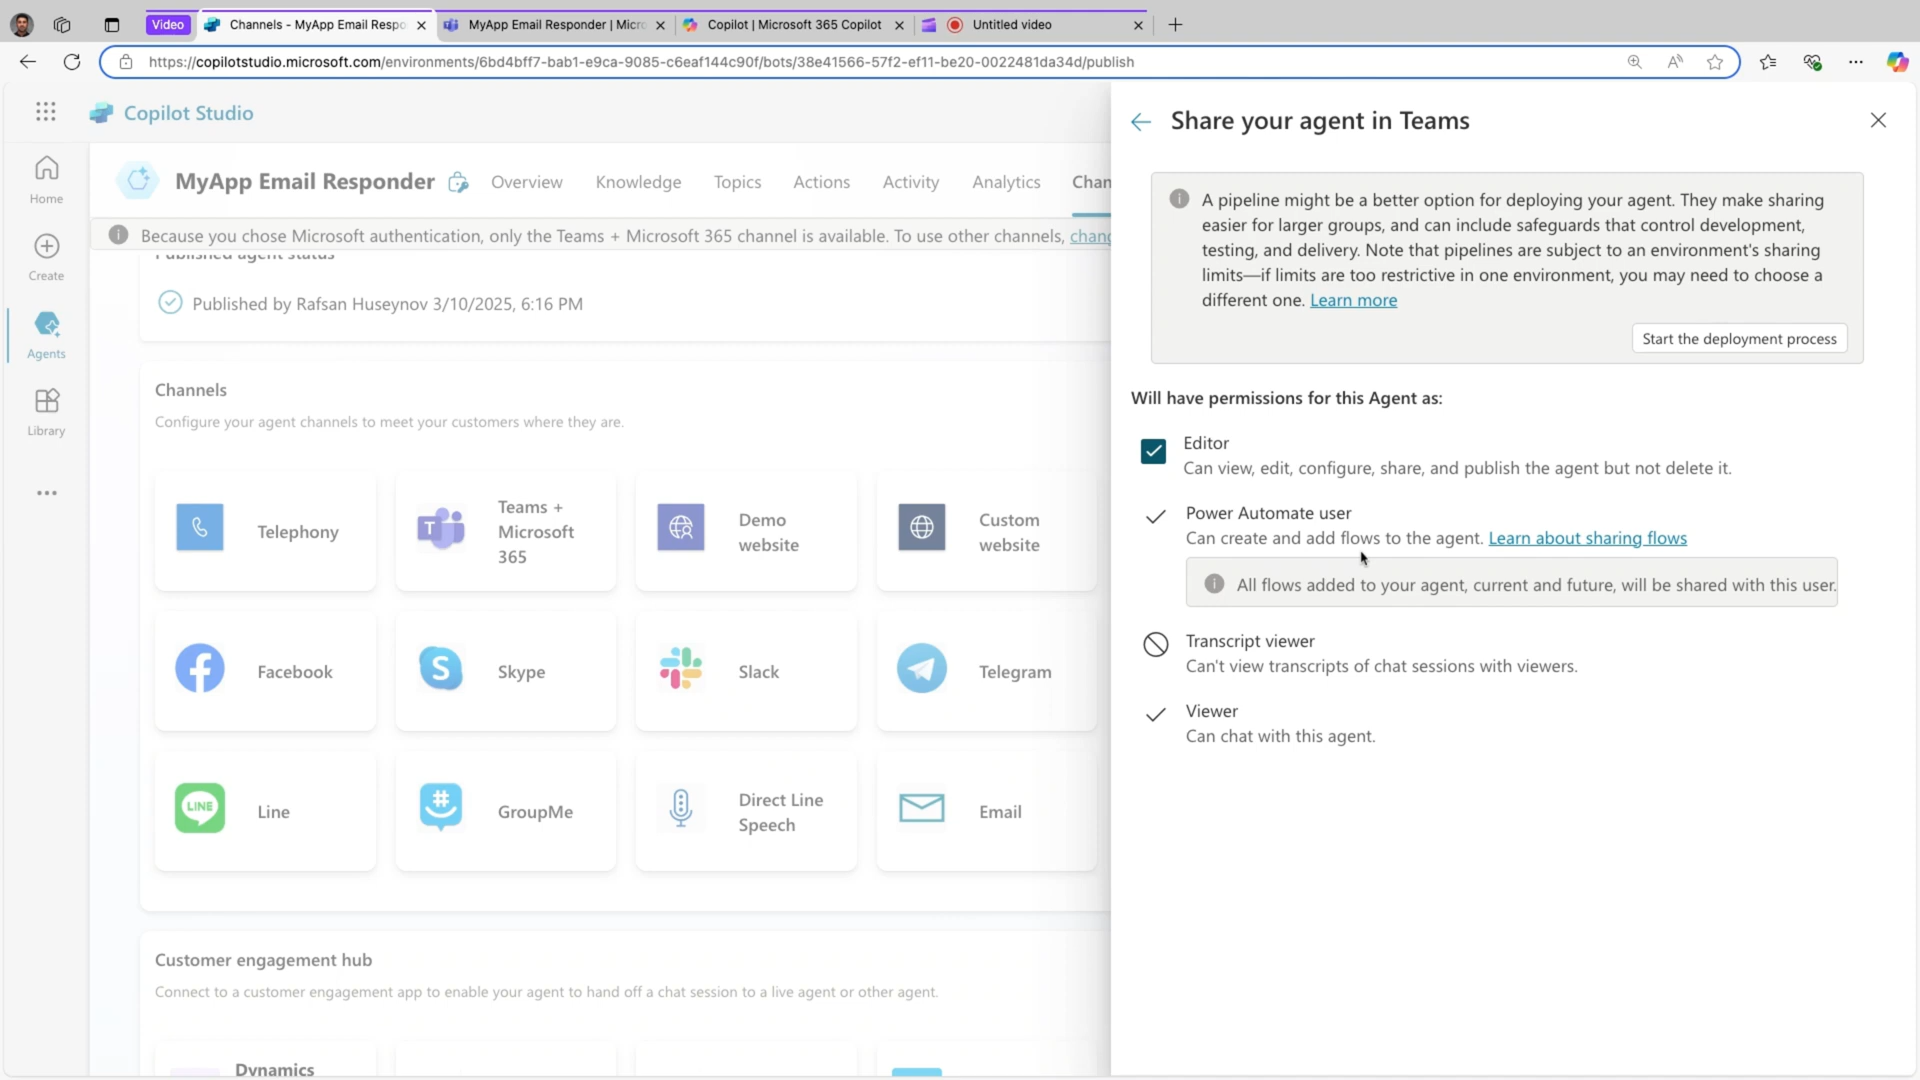 Video
Channels - MyApp Email Respo
MyApp Email Responder | Micro
Copilot | Microsoft 365 Copilot
Untitled video
https://copilotstudio.microsoft.com/environments/6bd4bff7-bab1-e9ca-9085-c6eaf144c90f/bots/38e41566-57f2-ef11-be20-0022481da34d/publish
Copilot Studio
Home
Create
Agents
Library
MyApp Email Responder
Overview
Knowledge
Topics
Actions
Activity
Analytics
Chan
Because you chose Microsoft authentication, only the Teams + Microsoft 365 channel is available. To use other channels, chang
Published agent status
Published by Rafsan Huseynov 3/10/2025, 6:16 PM
Channels
Configure your agent channels to meet your customers where they are.
Telephony
Teams +
Microsoft
365
Demo
website
Custom
website
Facebook
S
Skype
Slack
Telegram
LINE
Line
#
GroupMe
Direct Line
Speech
Email
Customer engagement hub
Connect to a customer engagement app to enable your agent to hand off a chat session to a live agent or other agent.
Dynamics
Share your agent in Teams
A pipeline might be a better option for deploying your agent. They make sharing
easier for larger groups, and can include safeguards that control development,
testing, and delivery. Note that pipelines are subject to an environment's sharing
limits—if limits are too restrictive in one environment, you may need to choose a
different one. Learn more
Start the deployment process
Will have permissions for this Agent as:
Editor
Can view, edit, configure, share, and publish the agent but not delete it.
Power Automate user
Can create and add flows to the agent. Learn about sharing flows
All flows added to your agent, current and future, will be shared with this user.
Transcript viewer
Can't view transcripts of chat sessions with viewers.
Viewer
Can chat with this agent.